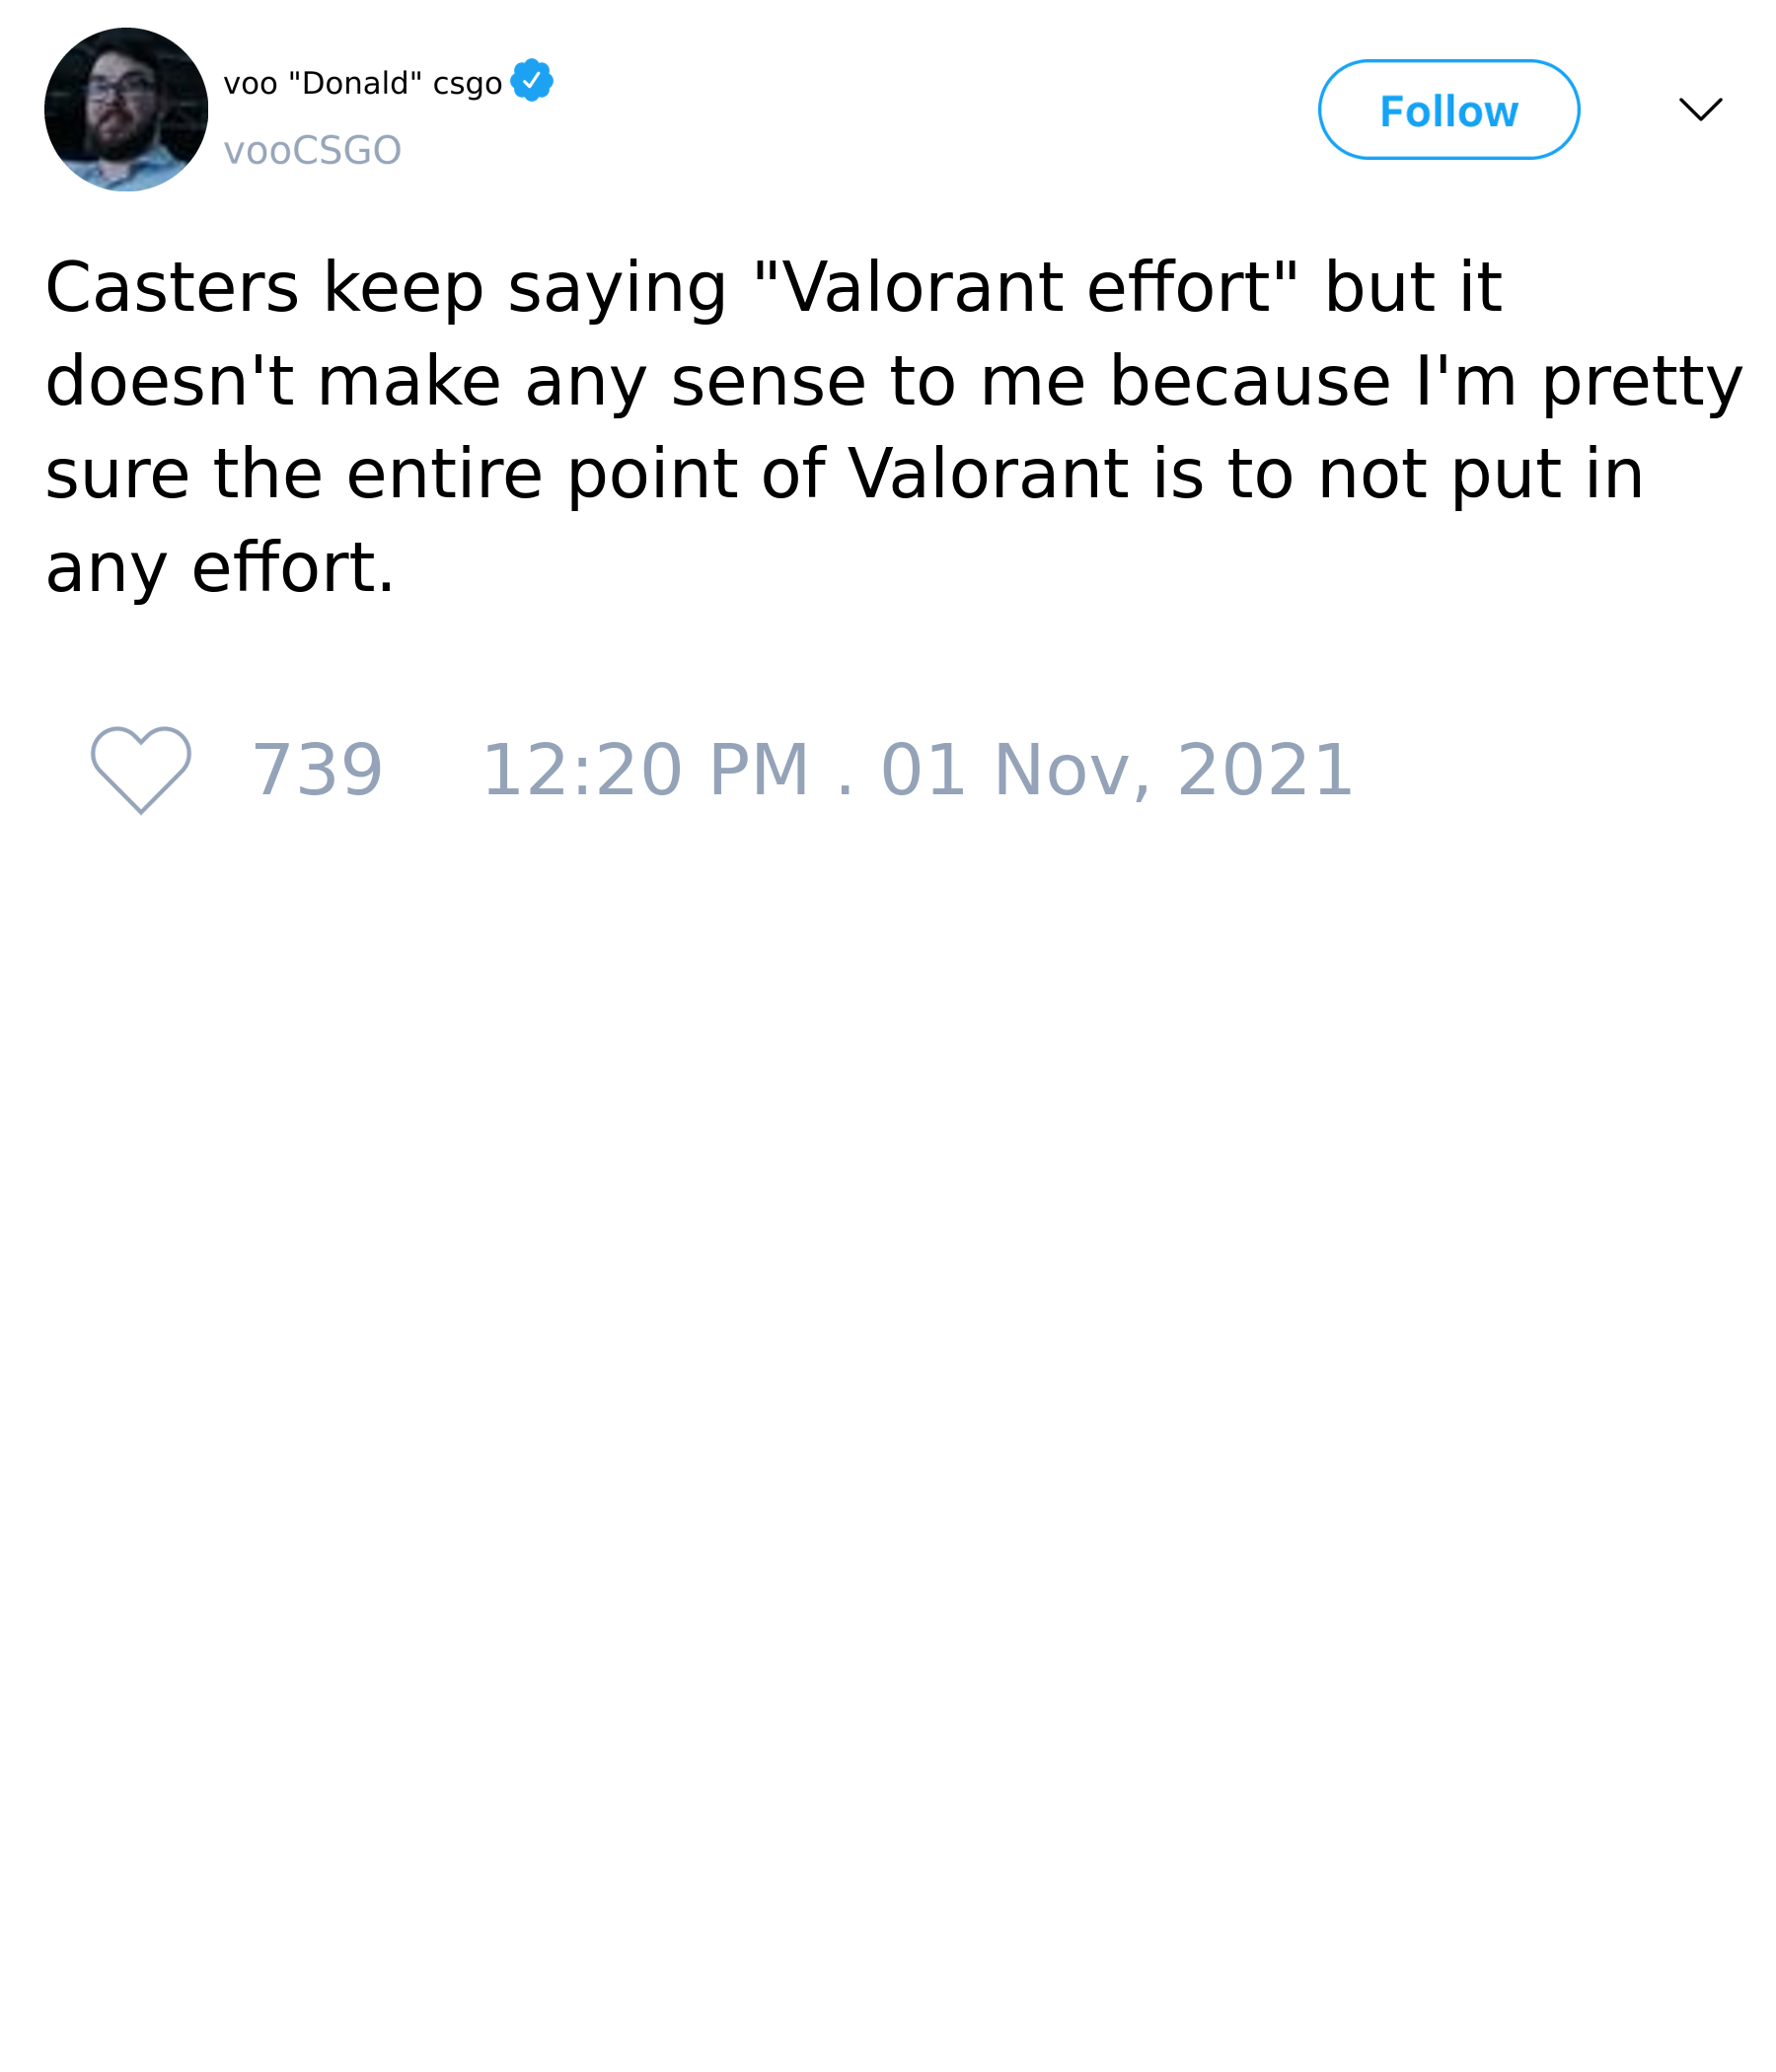 voo "Donald" csgo
vooCSGO
Follow
Casters keep saying "Valorant effort" but it
doesn't make any sense to me because I'm pretty
sure the entire point of Valorant is to not put in
any effort.
739 12:20 PM . 01 Nov, 2021